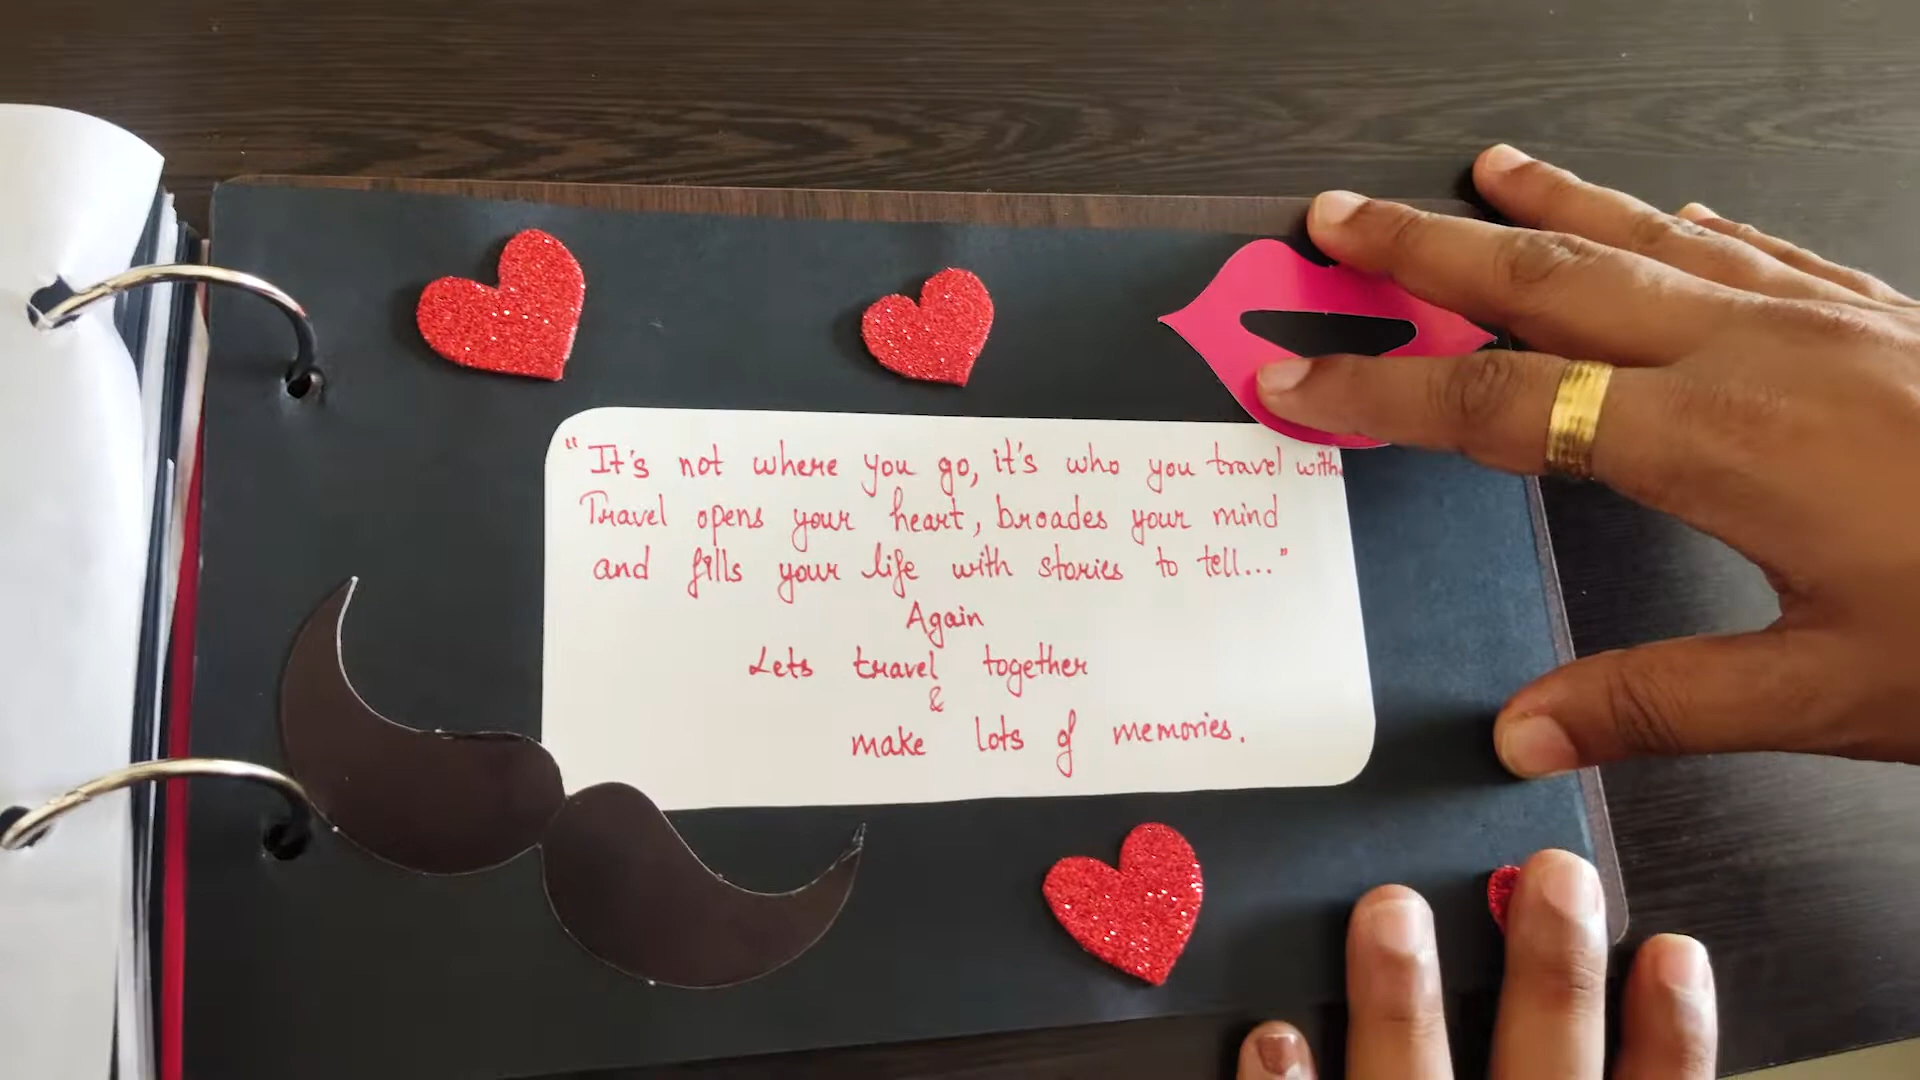 "It's not where you go, it's who you travel with.
Travel opens your heart, broades your mind
and fills your life with stories to tell..."
Again
Lets travel together
&
make lots of memories.